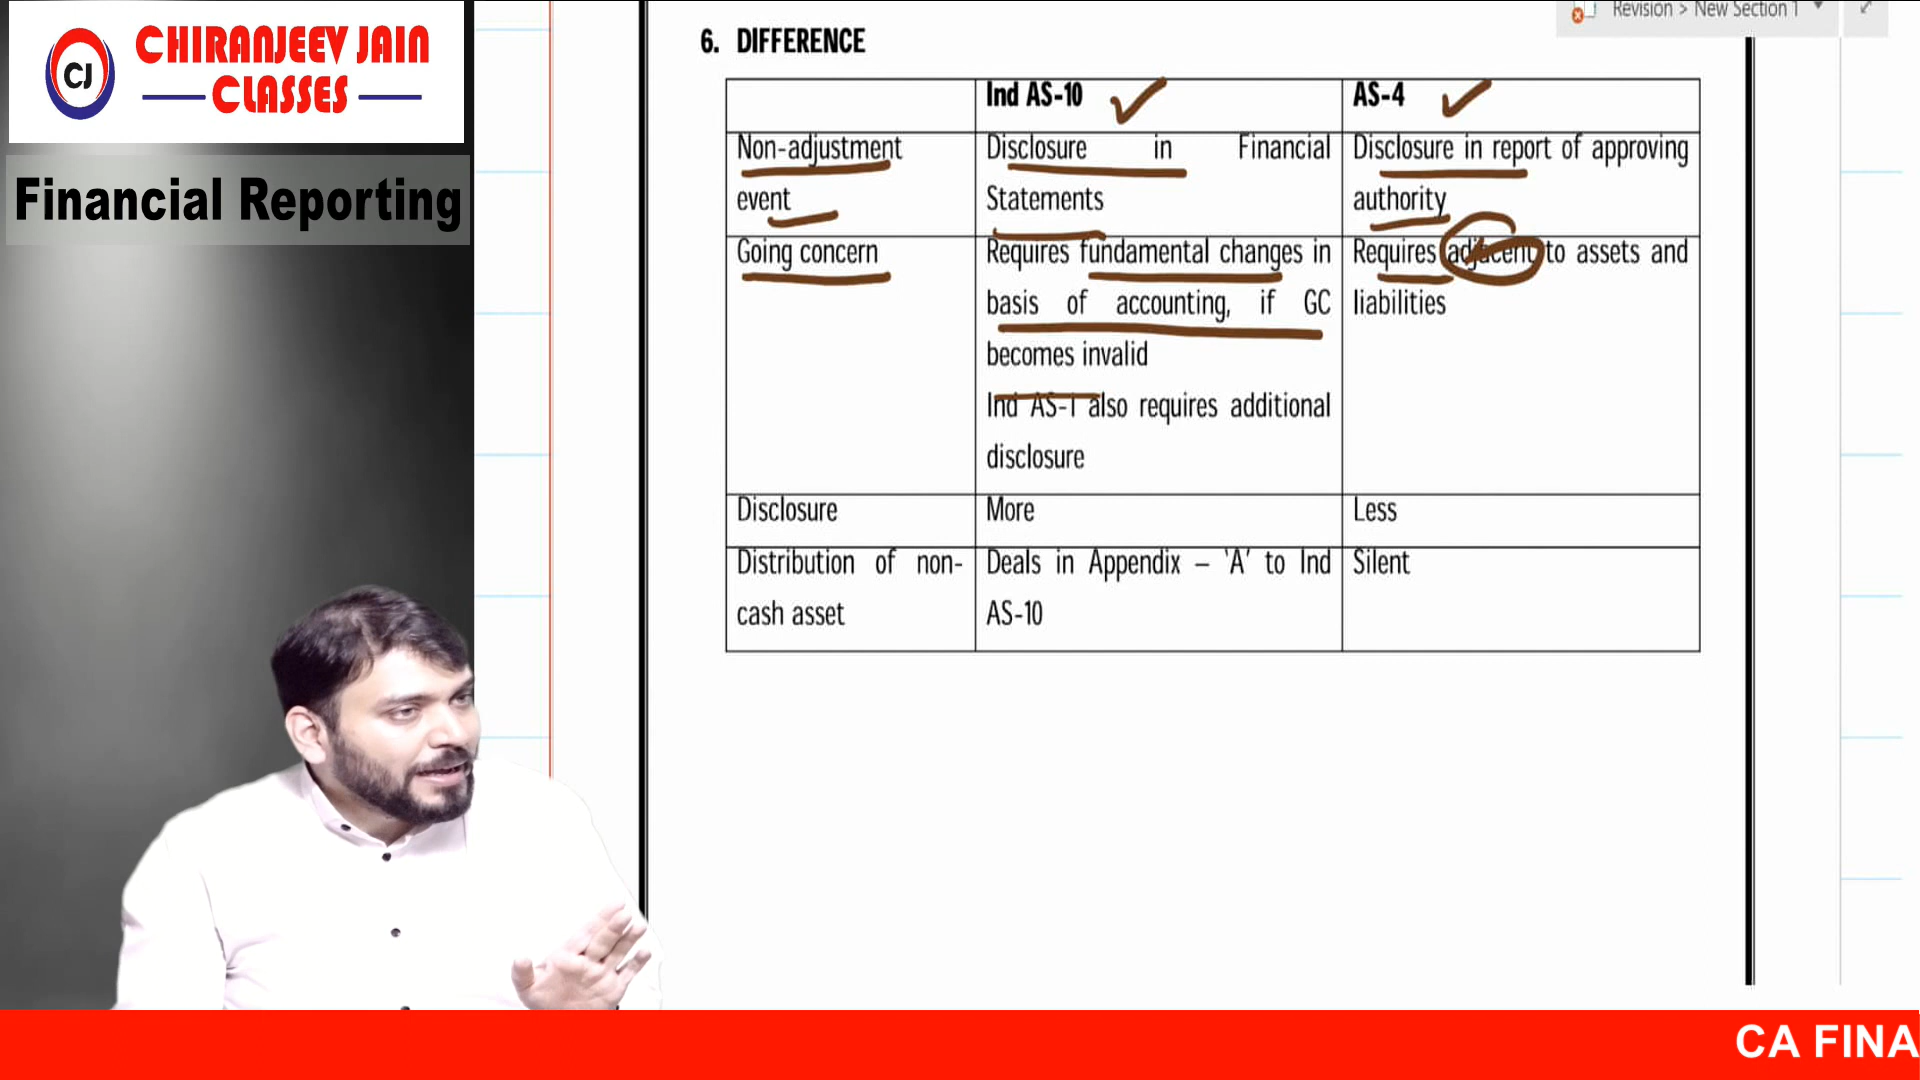 CHIRANJEEV JAIN
CLASSES
CJ
Financial Reporting
Revision > New Section 1
6. DIFFERENCE
Ind AS-10
AS-4
Non-adjustment
event
Disclosure in Financial
Statements
Disclosure in report of approving
authority
Going concern
Requires fundamental changes in
basis of accounting, if GC
becomes invalid
Ind AS-1 also requires additional
disclosure
Requires adjacent to assets and
liabilities
Disclosure
More
Less
Distribution of non-
cash asset
Deals in Appendix – 'A' to Ind
AS-10
Silent
CA FINA